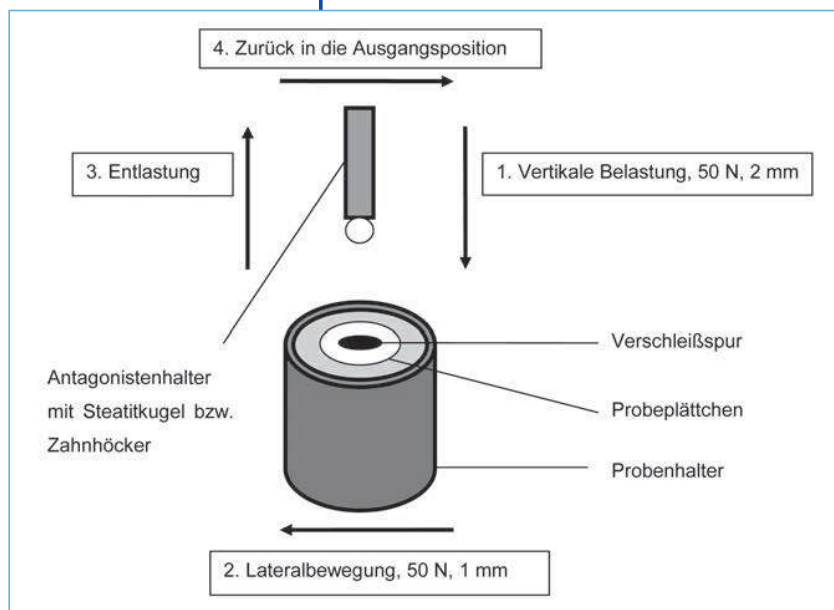 4. Zurück in die Ausgangsposition
3. Entlastung
1. Vertikale Belastung, 50 N, 2 mm
Antagonistenhalter
mit Steatitkugel bzw.
Zahnhöcker
Verschleißspur
Probeplättchen
Probenhalter
2. Lateralbewegung, 50 N, 1 mm